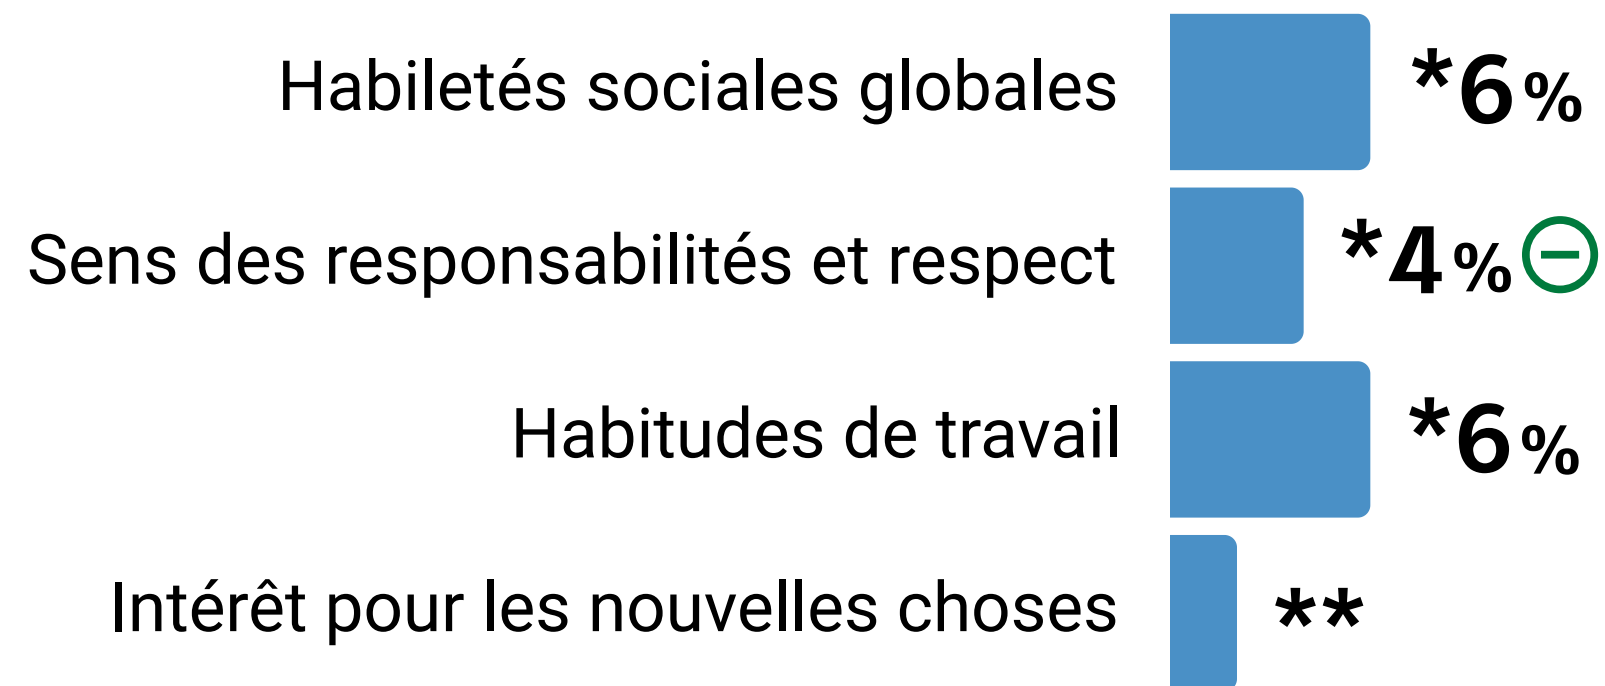 Habiletés sociales globales *6 %
Sens des responsabilités et respect *4 %
Habitudes de travail *6 %
Intérêt pour les nouvelles choses **